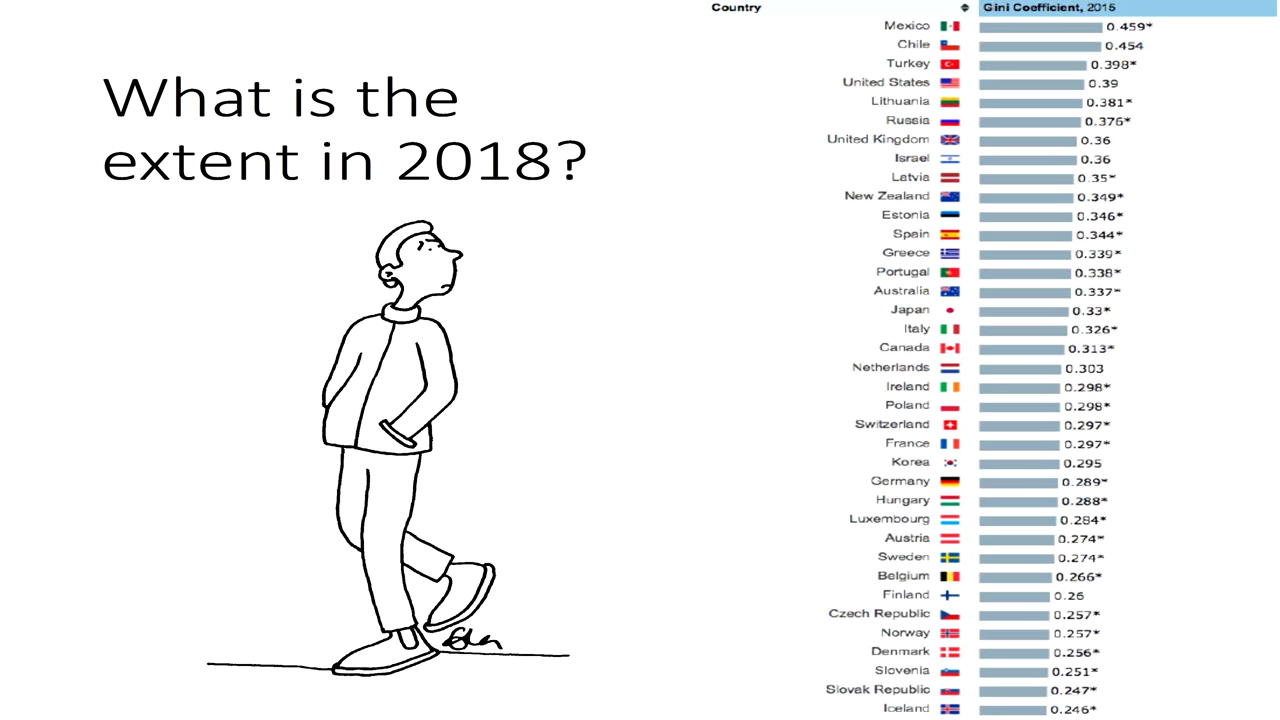 What is the
extent in 2018?
Country Gini Coefficient, 2015
Mexico 0.459*
Chile 0.454
Turkey 0.398*
United States 0.39
Lithuania 0.381*
Russia 0.376*
United Kingdom 0.36
Israel 0.36
Latvia 0.35*
New Zealand 0.349*
Estonia 0.346*
Spain 0.344*
Greece 0.339*
Portugal 0.338*
Australia 0.337*
Japan 0.33*
Italy 0.326*
Canada 0.313*
Netherlands 0.303
Ireland 0.298*
Poland 0.298*
Switzerland 0.297*
France 0.297*
Korea 0.295
Germany 0.289*
Hungary 0.288*
Luxembourg 0.284*
Austria 0.274*
Sweden 0.274*
Belgium 0.266*
Finland 0.26
Czech Republic 0.257*
Norway 0.257*
Denmark 0.256*
Slovenia 0.251*
Slovak Republic 0.247*
Iceland 0.246*